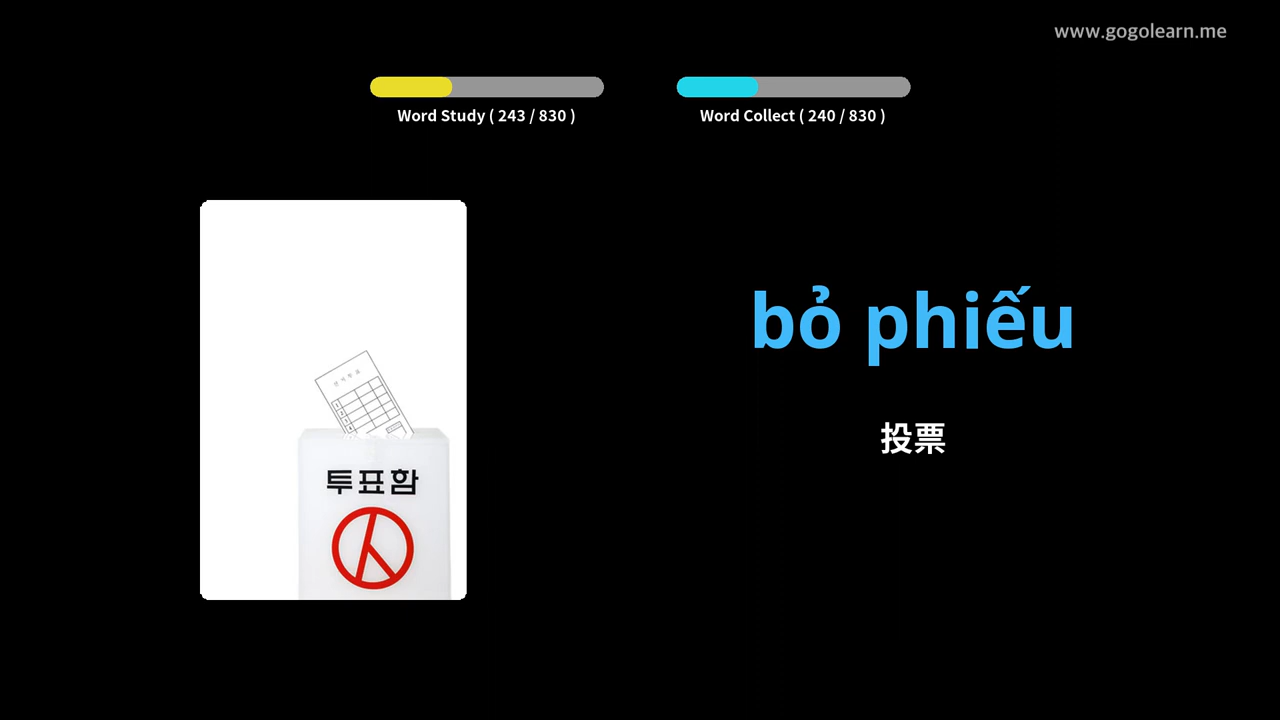 www.gogolearn.me
Word Study ( 243 / 830 )
Word Collect ( 240 / 830 )
bỏ phiếu
投票
투표함